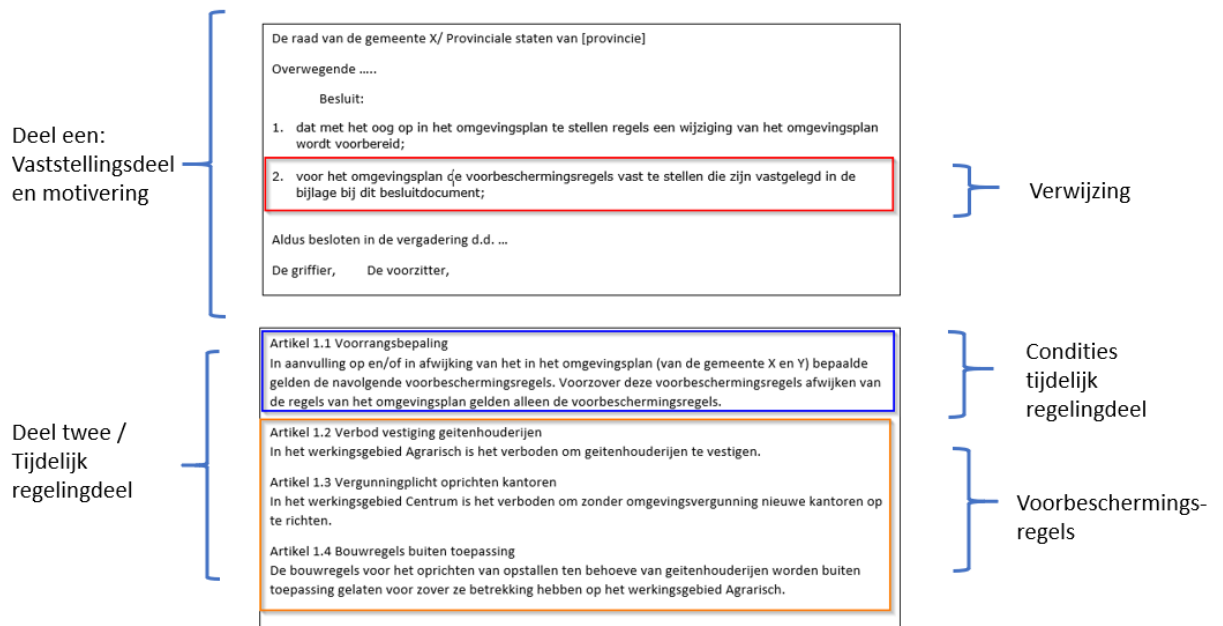 De raad van de gemeente X/ Provinciale staten van [provincie]
Overwegende .....
Besluit:
1. dat met het oog op in het omgevingsplan te stellen regels een wijziging van het omgevingsplan
wordt voorbereid;
2. voor het omgevingsplan de voorbeschermingsregels vast te stellen die zijn vastgelegd in de
bijlage bij dit besluitdocument;
Aldus besloten in de vergadering d.d. ...
De griffier, De voorzitter,
Deel een:
Vaststellingsdeel
en motivering
Verwijzing
Artikel 1.1 Voorrangsbepaling
In aanvulling op en/of in afwijking van het in het omgevingsplan (van de gemeente X en Y) bepaalde
gelden de navolgende voorbeschermingsregels. Voorzover deze voorbeschermingsregels afwijken van
de regels van het omgevingsplan gelden alleen de voorbeschermingsregels.
Condities
tijdelijk
regelingdeel
Deel twee /
Tijdelijk
regelingdeel
Artikel 1.2 Verbod vestiging geitenhouderijen
In het werkingsgebied Agrarisch is het verboden om geitenhouderijen te vestigen.
Artikel 1.3 Vergunningplicht oprichten kantoren
In het werkingsgebied Centrum is het verboden om zonder omgevingsvergunning nieuwe kantoren op
te richten.
Artikel 1.4 Bouwregels buiten toepassing
De bouwregels voor het oprichten van opstallen ten behoeve van geitenhouderijen worden buiten
toepassing gelaten voor zover ze betrekking hebben op het werkingsgebied Agrarisch.
Voorbeschermings-
regels